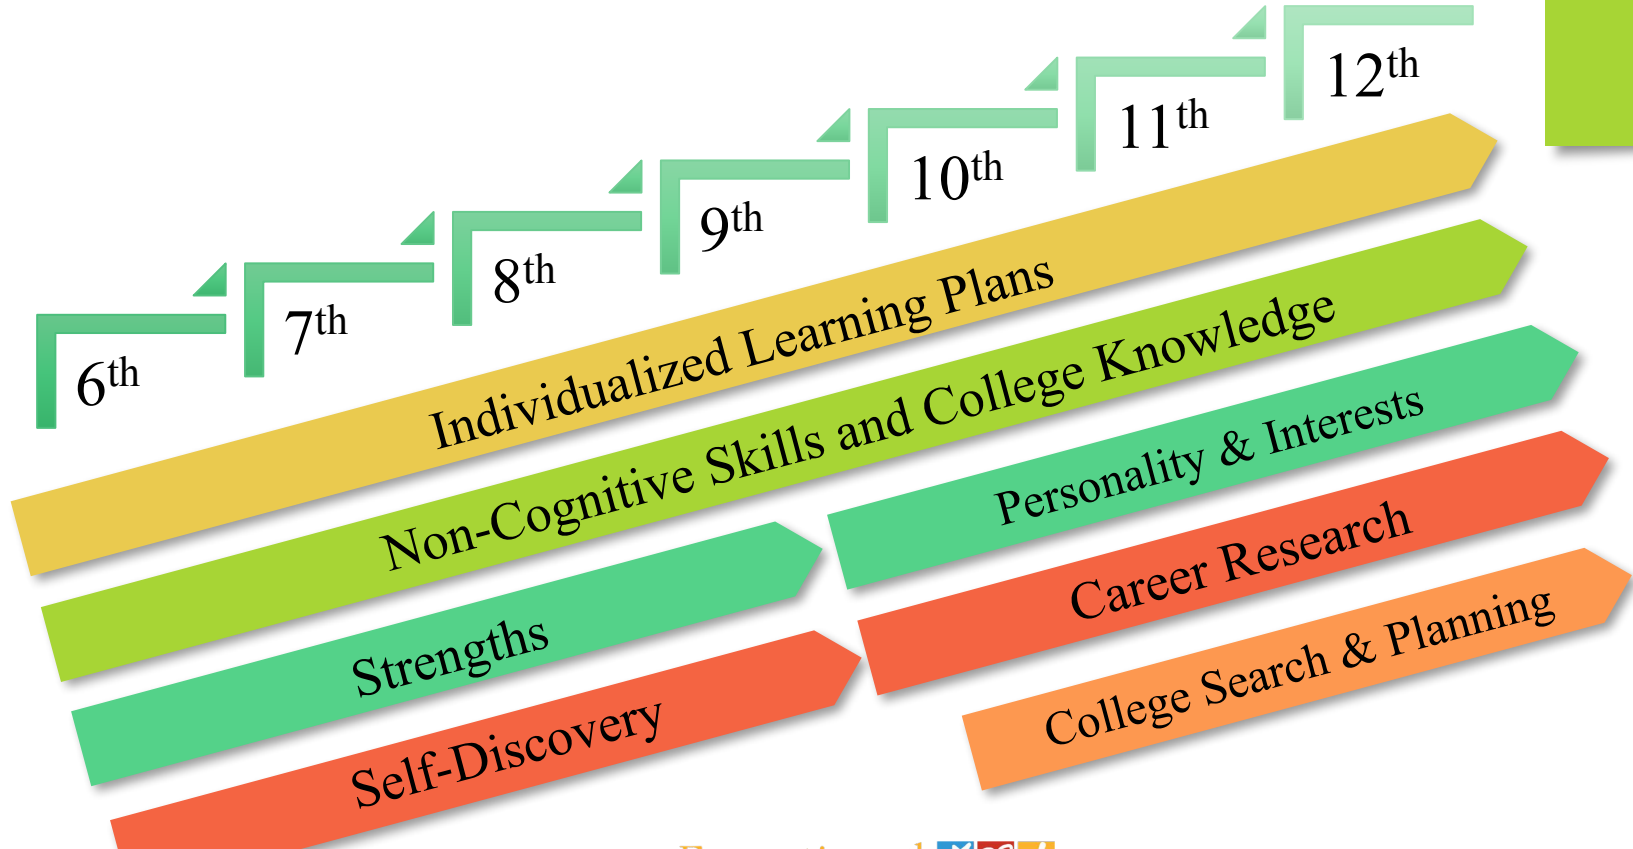 6th
7th
8th
9th
10th
11th
12th
Individualized Learning Plans
Non-Cognitive Skills and College Knowledge
Strengths
Personality & Interests
Self-Discovery
Career Research
College Search & Planning